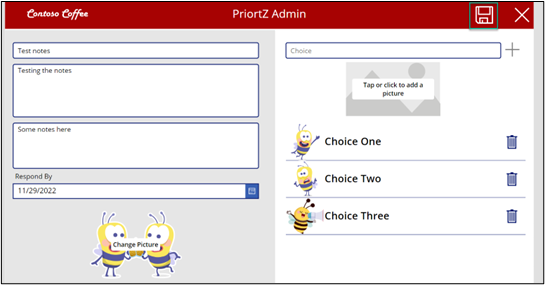 Contoso Coffee
PriortZ Admin
Test notes
Testing the notes
Some notes here
Respond By
11/29/2022
Change Picture
Choice
Tap or click to add a
picture
Choice One
Choice Two
Choice Three